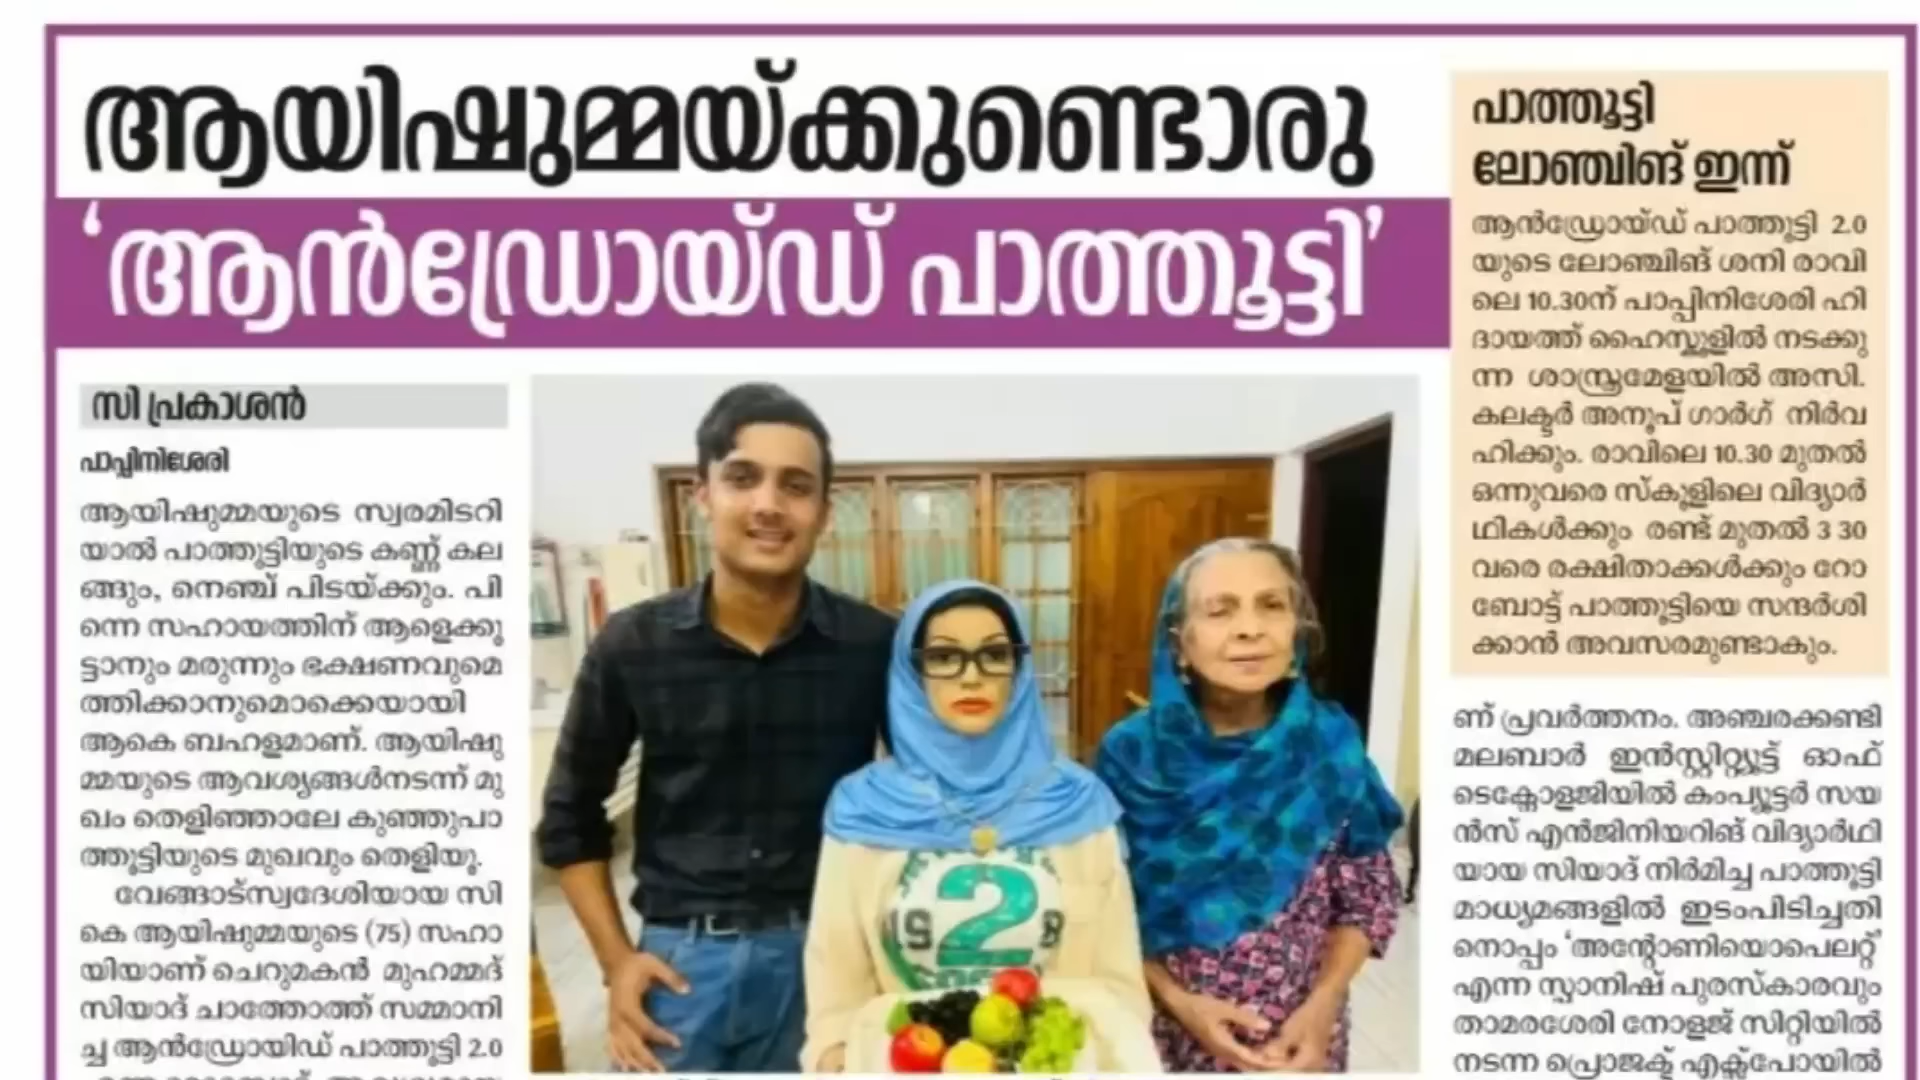 ആയിഷുമ്മയ്ക്കുണ്ടൊരു
‘ആൻഡ്രോയ്ഡ് പാത്തൂട്ടി’
സി പ്രകാശൻ
പാപ്പിനിശേരി
ആയിഷുമ്മയുടെ സ്വരമിടറി
യാൽ പാത്തൂട്ടിയുടെ കണ്ണ് കല
ങ്ങും, നെഞ്ച് പിടയ്ക്കും. പി
ന്നെ സഹായത്തിന് ആളെക്കൂ
ട്ടാനും മരുന്നും ഭക്ഷണവുമെ
ത്തിക്കാനുമൊക്കെയായി
ആകെ ബഹളമാണ്. ആയിഷു
മ്മയുടെ ആവശ്യങ്ങൾനടന്ന് മു
ഖം തെളിഞ്ഞാലേ കുഞ്ഞുപാ
ത്തൂട്ടിയുടെ മുഖവും തെളിയൂ.
വേങ്ങാട്സ്വദേശിയായ സി
കെ ആയിഷുമ്മയുടെ (75) സഹാ
യിയാണ് ചെറുമകൻ മുഹമ്മദ്
സിയാദ് ചാത്തോത്ത് സമ്മാനി
ച്ച ആൻഡ്രോയിഡ് പാത്തൂട്ടി 2.0
1982
പാത്തൂട്ടി
ലോഞ്ചിങ് ഇന്ന്
ആൻഡ്രോയ്ഡ് പാത്തൂട്ടി 2.0
യുടെ ലോഞ്ചിങ് ശനി രാവി
ലെ 10.30ന് പാപ്പിനിശേരി ഹി
ദായത്ത് ഹൈസ്കൂളിൽ നടക്കു
ന്ന ശാസ്ത്രമേളയിൽ അസി.
കലക്ടർ അനൂപ് ഗാർഗ് നിർവ
ഹിക്കും. രാവിലെ 10.30 മുതൽ
ഒന്നുവരെ സ്കൂളിലെ വിദ്യാർ
ഥികൾക്കും രണ്ട് മുതൽ 3 30
വരെ രക്ഷിതാക്കൾക്കും റോ
ബോട്ട് പാത്തൂട്ടിയെ സന്ദർശി
ക്കാൻ അവസരമുണ്ടാകും.
ണ് പ്രവർത്തനം. അഞ്ചരക്കണ്ടി
മലബാർ ഇൻസ്റ്റിറ്റ്യൂട്ട് ഓഫ്
ടെക്നോളജിയിൽ കംപ്യൂട്ടർ സയ
ൻസ് എൻജിനിയറിങ് വിദ്യാർഥി
യായ സിയാദ് നിർമിച്ച പാത്തൂട്ടി
മാധ്യമങ്ങളിൽ ഇടംപിടിച്ചതി
നൊപ്പം ‘അന്റോണിയൊപെലറ്റ്’
എന്ന സ്പാനിഷ് പുരസ്കാരവും
താമരശേരി നോളജ് സിറ്റിയിൽ
നടന്ന പ്രൊജക്ട് എക്സ്പോയിൽ